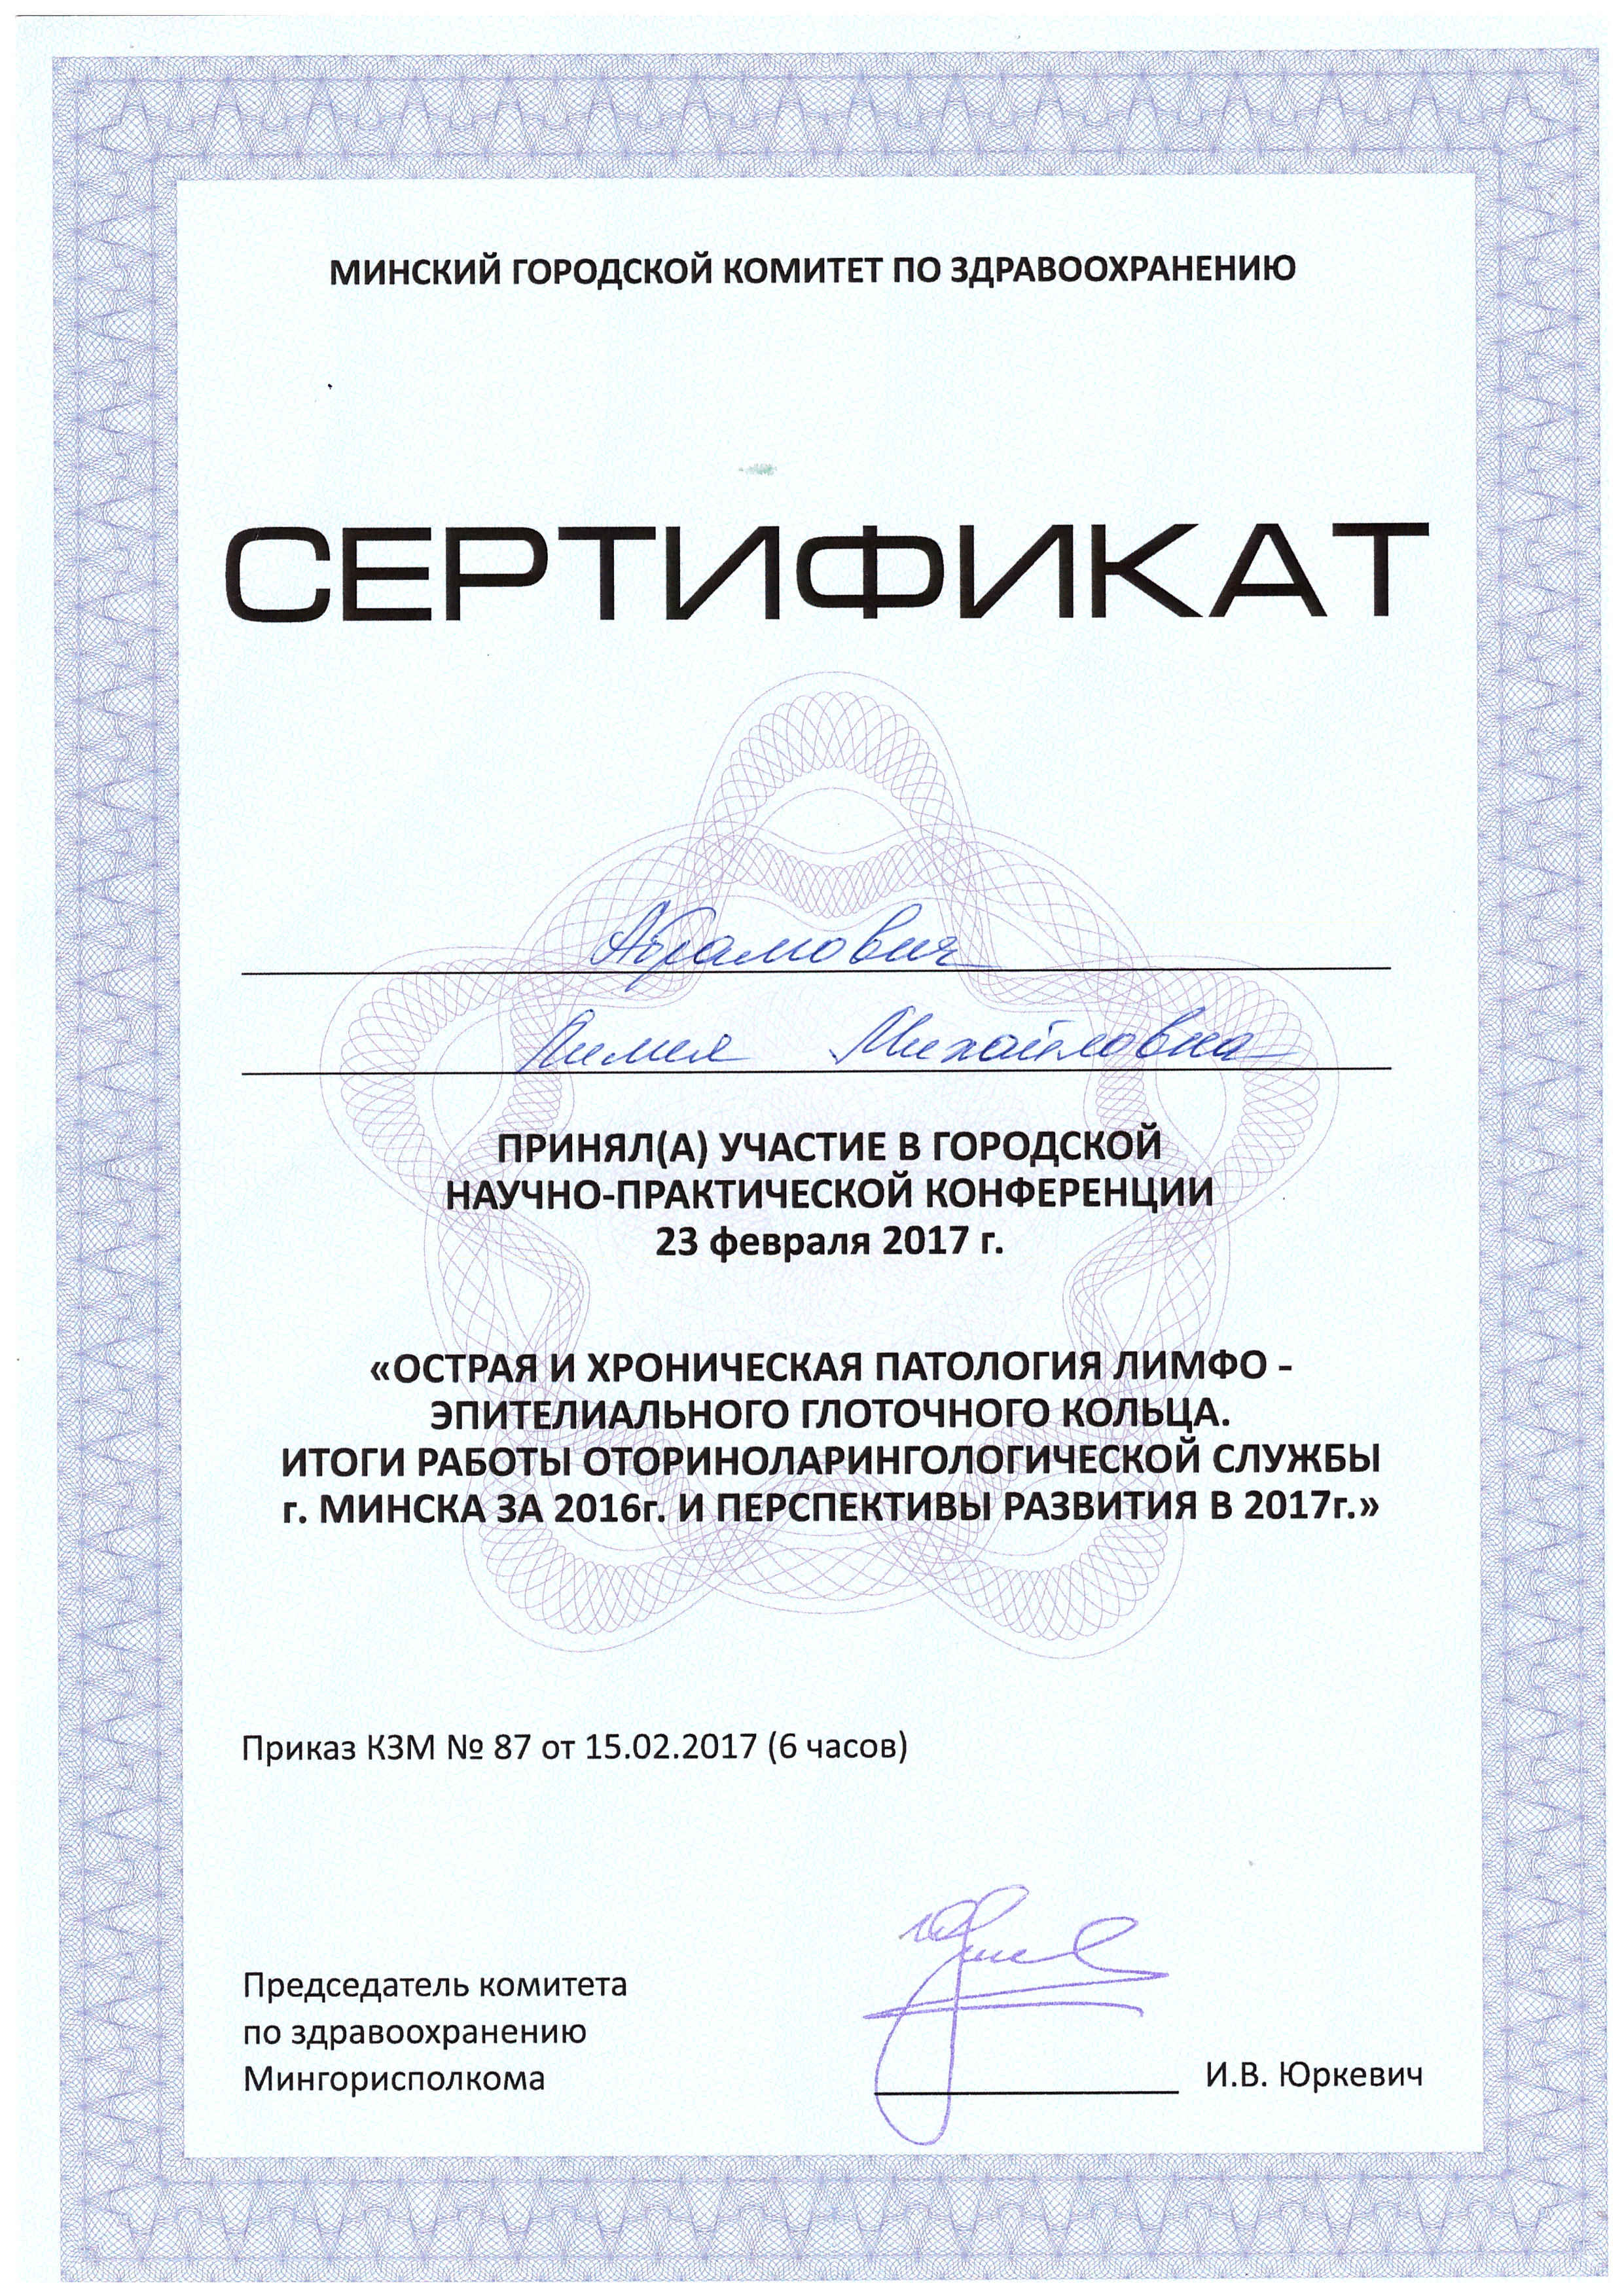 МИНСКИЙ ГОРОДСКОЙ КОМИТЕТ ПО ЗДРАВООХРАНЕНИЮ
СЕРТИФИКАТ
Абрамович
Лилия Михайловна
ПРИНЯЛ(А) УЧАСТИЕ В ГОРОДСКОЙ
НАУЧНО-ПРАКТИЧЕСКОЙ КОНФЕРЕНЦИИ
23 февраля 2017 г.
«ОСТРАЯ И ХРОНИЧЕСКАЯ ПАТОЛОГИЯ ЛИМФО -
ЭПИТЕЛИАЛЬНОГО ГЛОТОЧНОГО КОЛЬЦА.
ИТОГИ РАБОТЫ ОТОРИНОЛАРИНГОЛОГИЧЕСКОЙ СЛУЖБЫ
г. МИНСКА ЗА 2016г. И ПЕРСПЕКТИВЫ РАЗВИТИЯ В 2017г.»
Приказ КЗМ № 87 от 15.02.2017 (6 часов)
Председатель комитета
по здравоохранению
Мингорисполкома
И.В. Юркевич